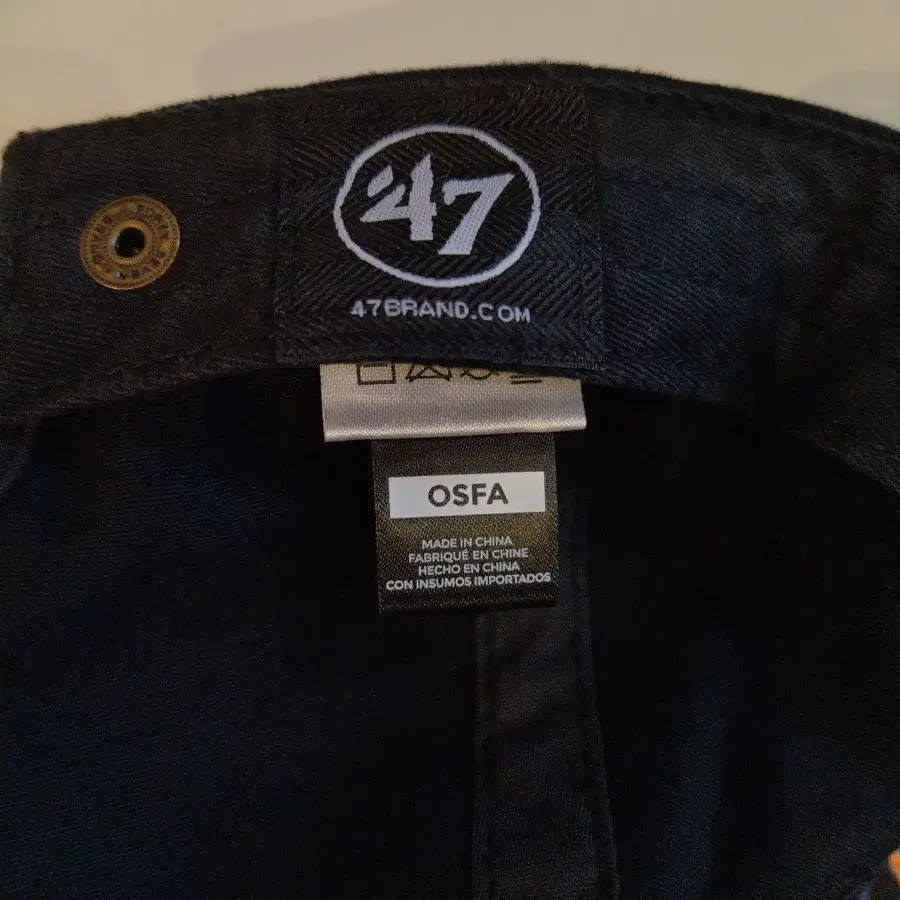 47
47BRAND.COM
OSFA
MADE IN CHINA
FABRIQUÉ EN CHINE
HECHO EN CHINA
CON INSUMOS IMPORTADOS